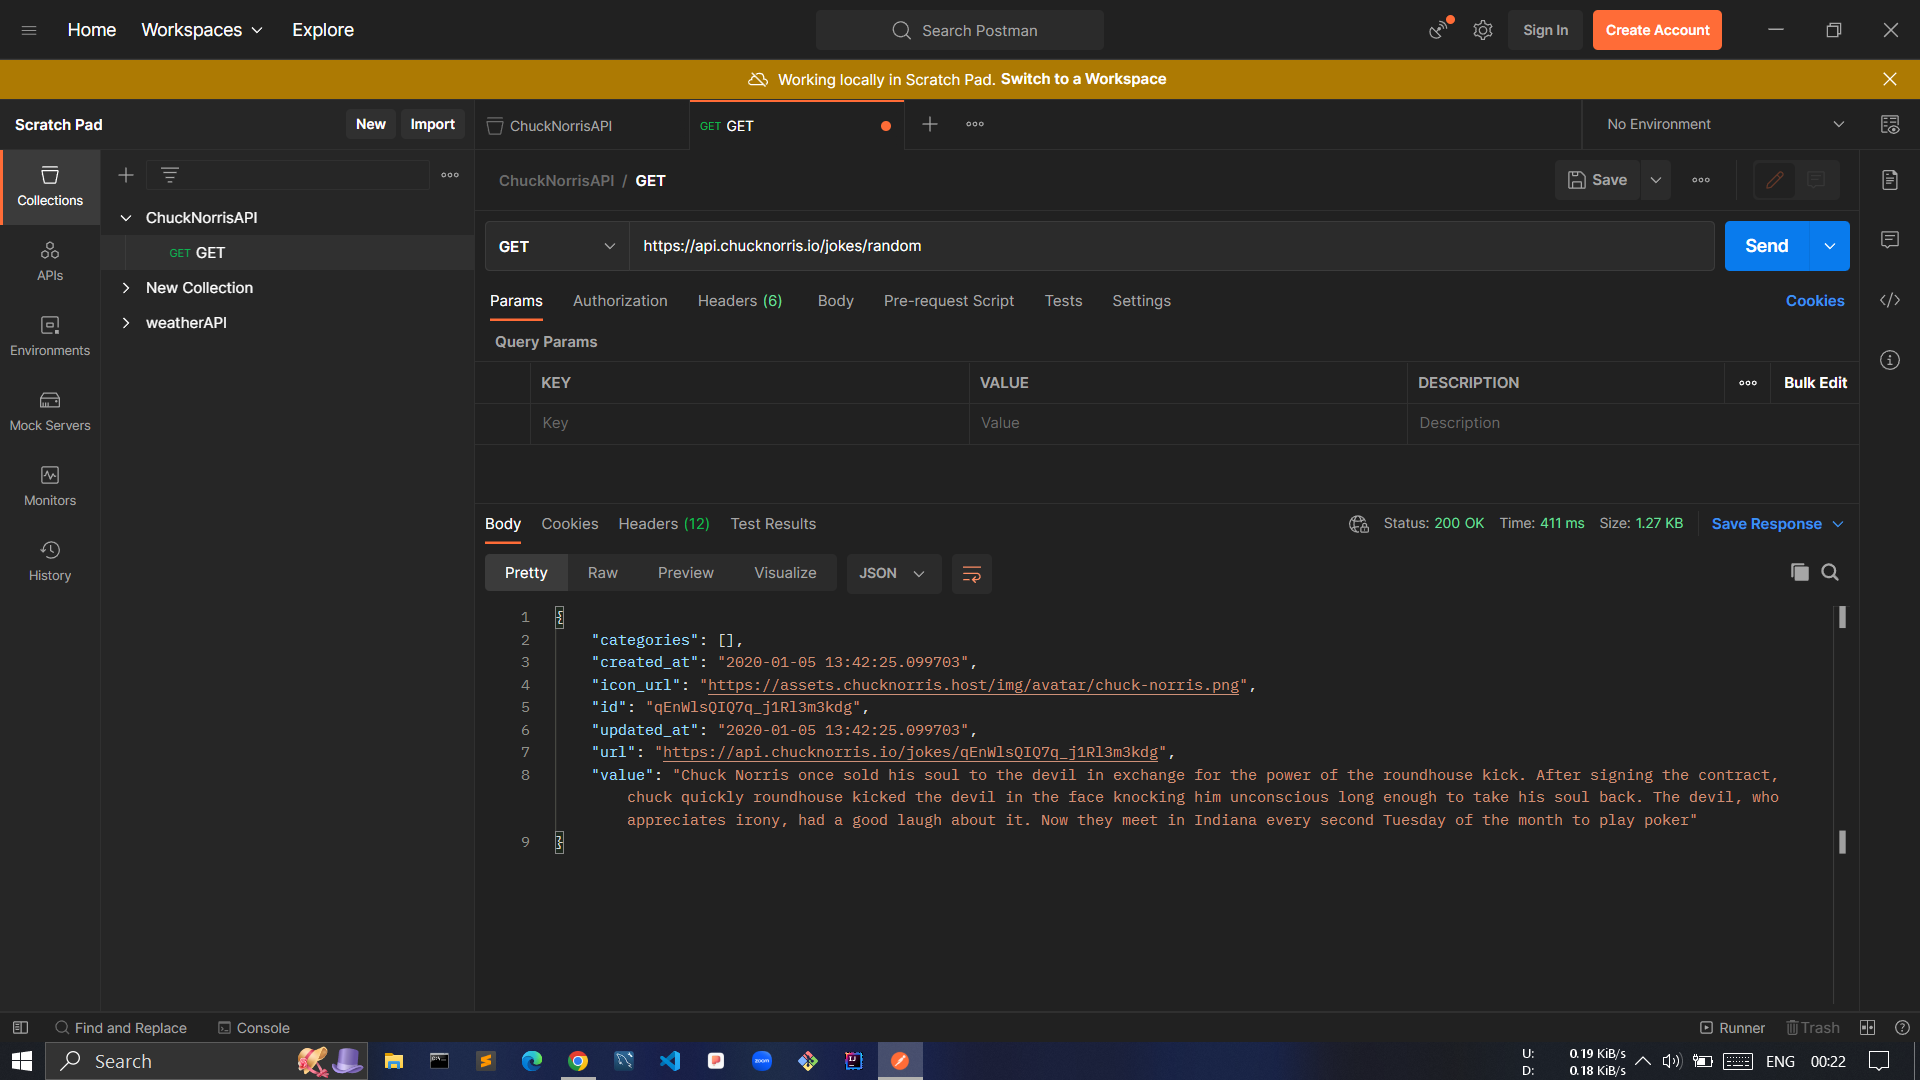 Home Workspaces Explore Search Postman Sign In Create Account
Working locally in Scratch Pad. Switch to a Workspace
Scratch Pad New Import ChuckNorrisAPI GET GET No Environment
Collections
APIs
Environments
Mock Servers
Monitors
History
ChuckNorrisAPI
GET GET
New Collection
weatherAPI
ChuckNorrisAPI / GET Save
GET https://api.chucknorris.io/jokes/random Send
Params Authorization Headers (6) Body Pre-request Script Tests Settings Cookies
Query Params
KEY VALUE DESCRIPTION Bulk Edit
Key Value Description
Body Cookies Headers (12) Test Results Status: 200 OK Time: 411 ms Size: 1.27 KB Save Response
Pretty Raw Preview Visualize JSON
1 {
2 "categories": [],
3 "created_at": "2020-01-05 13:42:25.099703",
4 "icon_url": "https://assets.chucknorris.host/img/avatar/chuck-norris.png",
5 "id": "qEnWlsQIQ7q_j1Rl3m3kdg",
6 "updated_at": "2020-01-05 13:42:25.099703",
7 "url": "https://api.chucknorris.io/jokes/qEnWlsQIQ7q_j1Rl3m3kdg",
8 "value": "Chuck Norris once sold his soul to the devil in exchange for the power of the roundhouse kick. After signing the contract,
chuck quickly roundhouse kicked the devil in the face knocking him unconscious long enough to take his soul back. The devil, who
appreciates irony, had a good laugh about it. Now they meet in Indiana every second Tuesday of the month to play poker"
9 }
Find and Replace Console Runner Trash
Search zoom U: 0.19 KiB/s ENG 00:22
D: 0.18 KiB/s